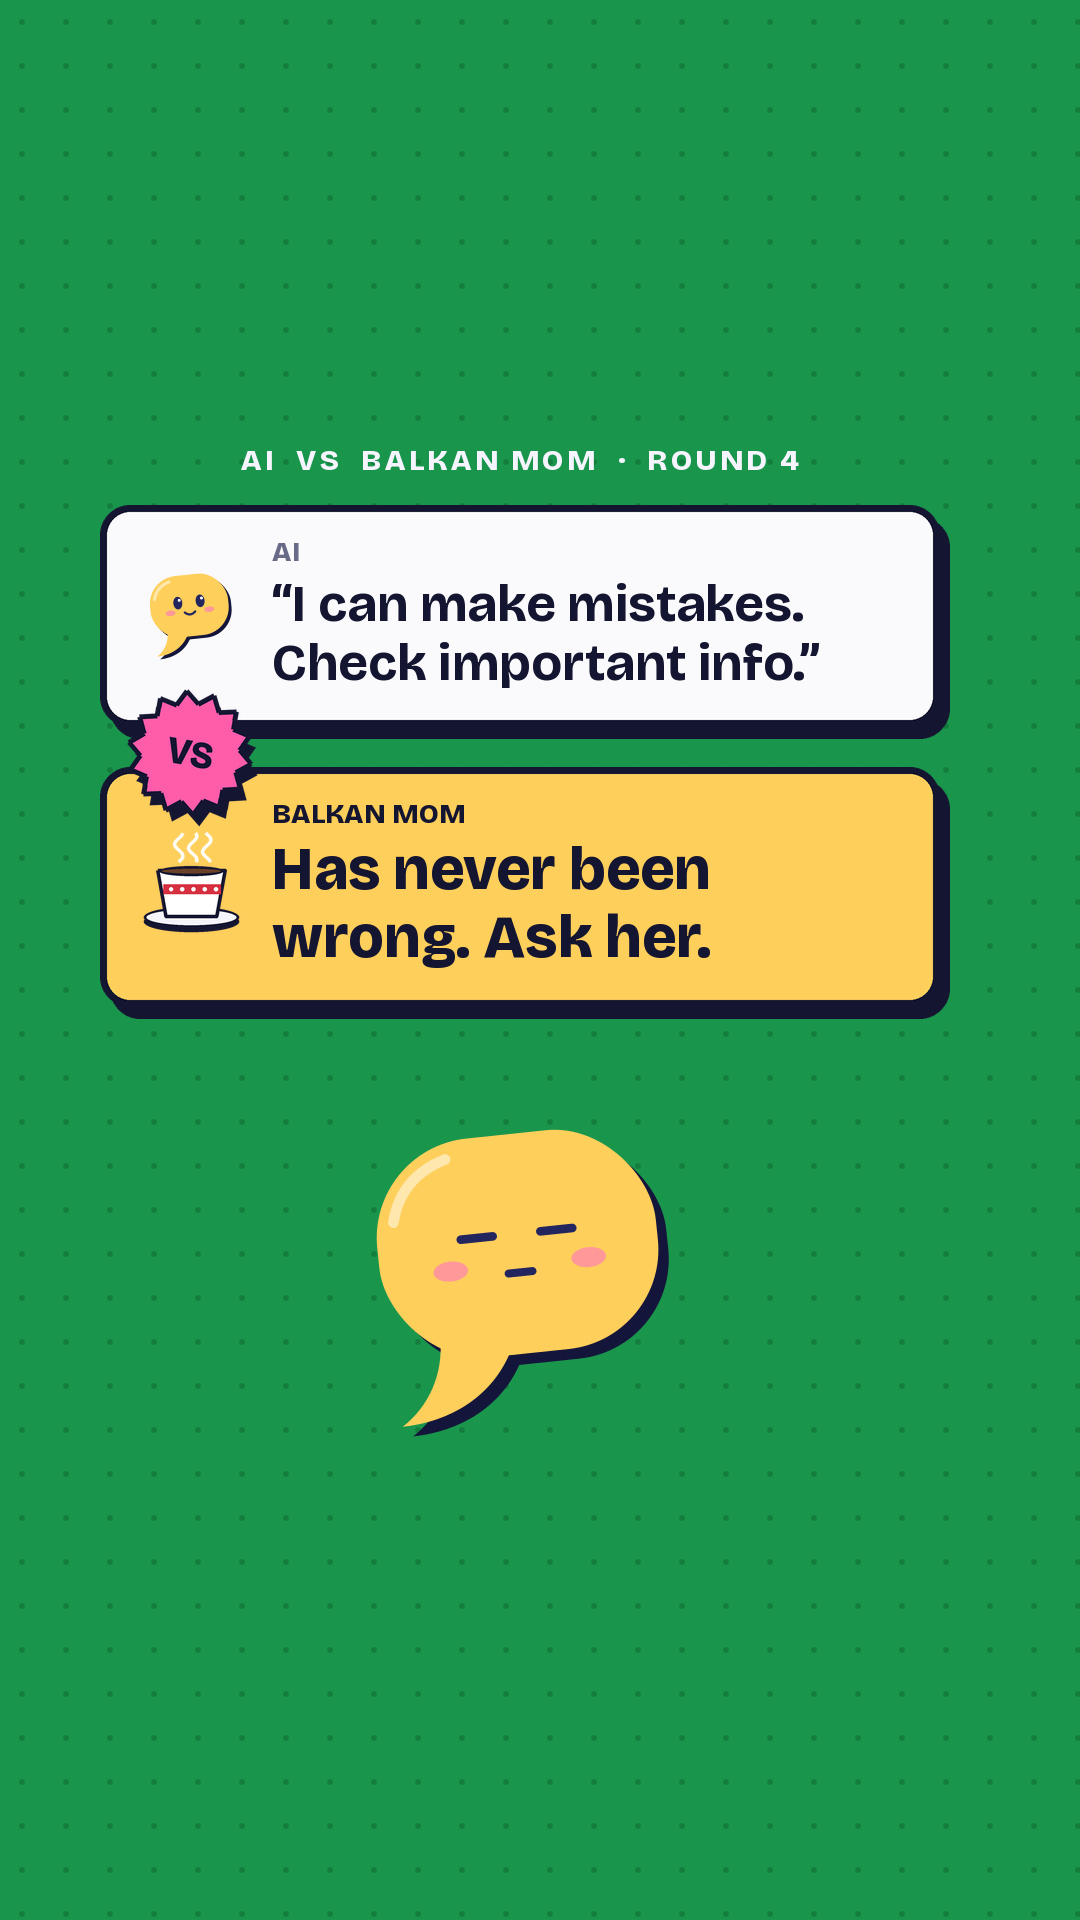 AI VS BALKAN MOM · ROUND 4
AI
“I can make mistakes.
Check important info.”
VS
BALKAN MOM
Has never been
wrong. Ask her.